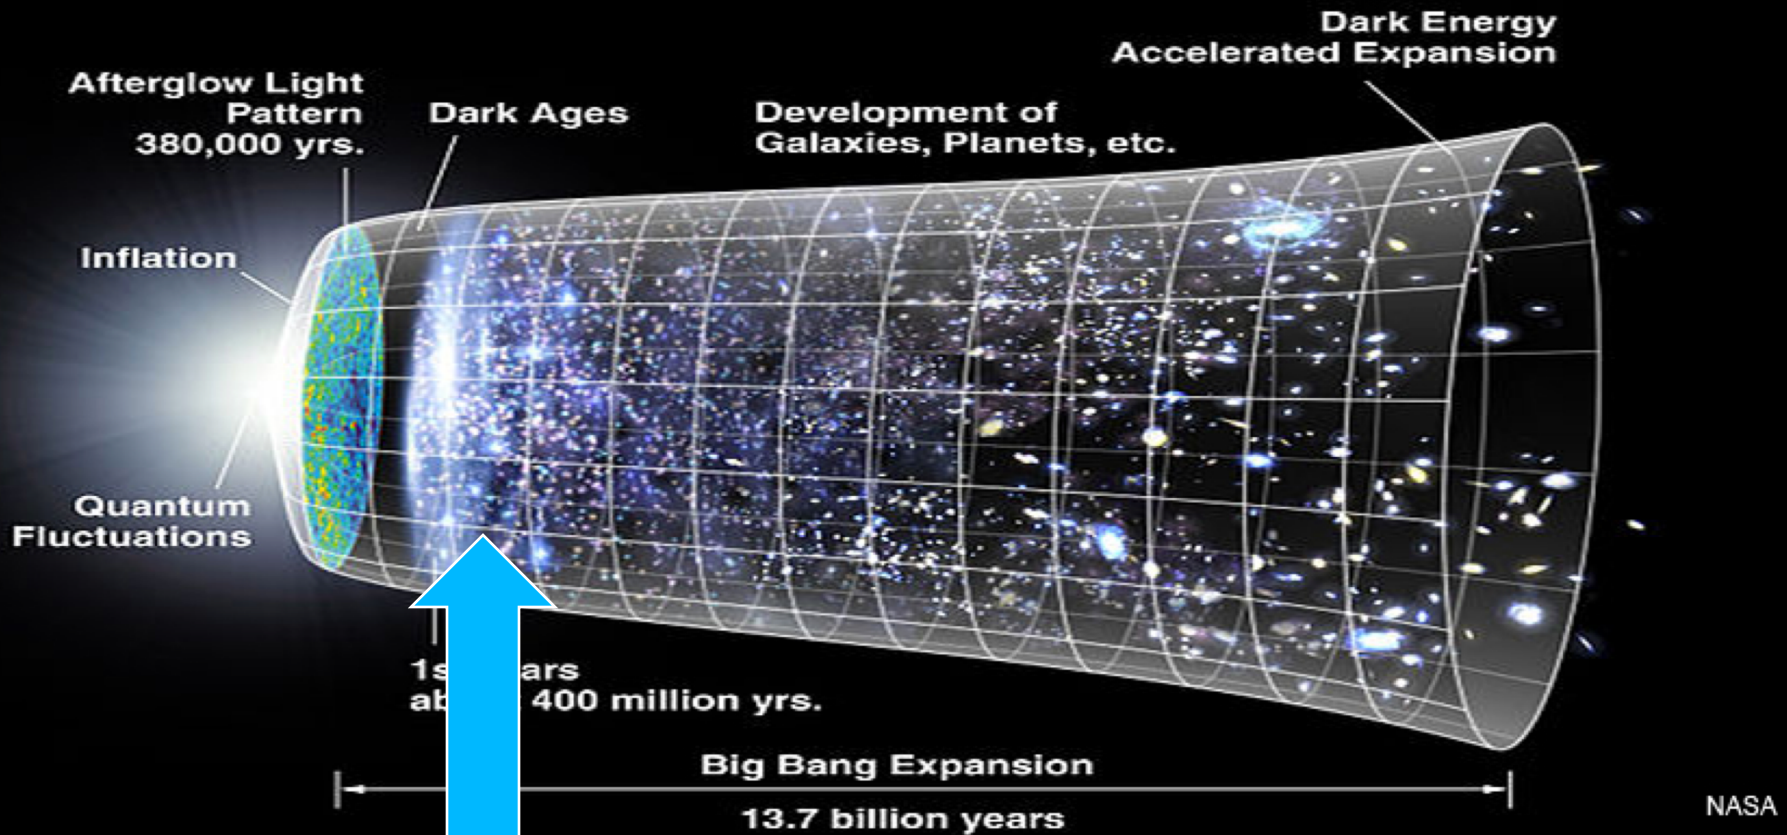 Dark Energy
Accelerated Expansion
Afterglow Light
Pattern
380,000 yrs.
Dark Ages
Development of
Galaxies, Planets, etc.
Inflation
Quantum
Fluctuations
400 million yrs.
Big Bang Expansion
13.7 billion years
NASA